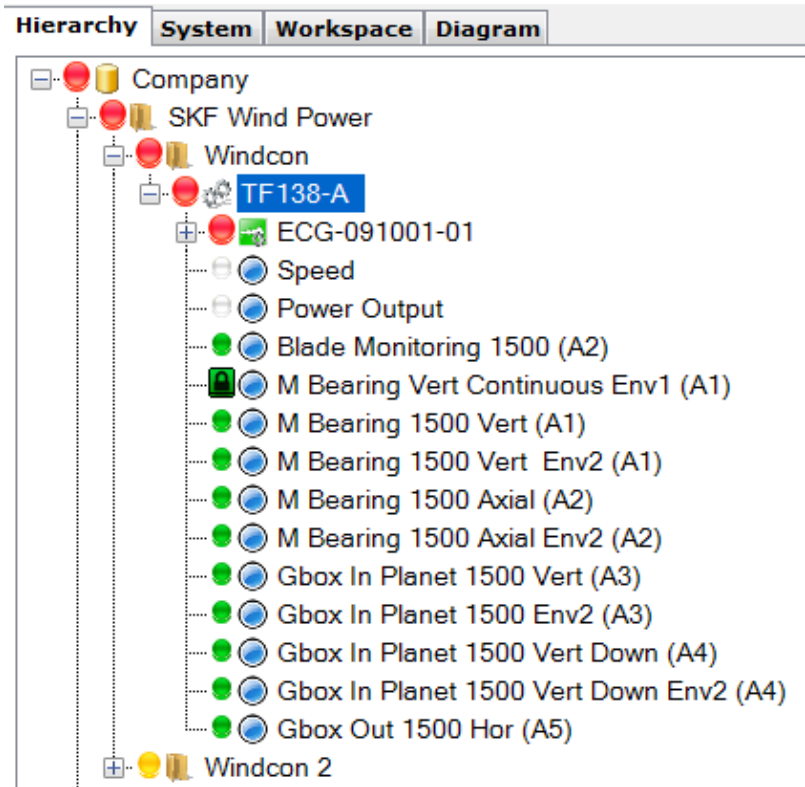 Hierarchy System Workspace Diagram
Company
SKF Wind Power
Windcon
TF138-A
ECG-091001-01
Speed
Power Output
Blade Monitoring 1500 (A2)
M Bearing Vert Continuous Env1 (A1)
M Bearing 1500 Vert (A1)
M Bearing 1500 Vert  Env2 (A1)
M Bearing 1500 Axial (A2)
M Bearing 1500 Axial Env2 (A2)
Gbox In Planet 1500 Vert (A3)
Gbox In Planet 1500 Env2 (A3)
Gbox In Planet 1500 Vert Down (A4)
Gbox In Planet 1500 Vert Down Env2 (A4)
Gbox Out 1500 Hor (A5)
Windcon 2